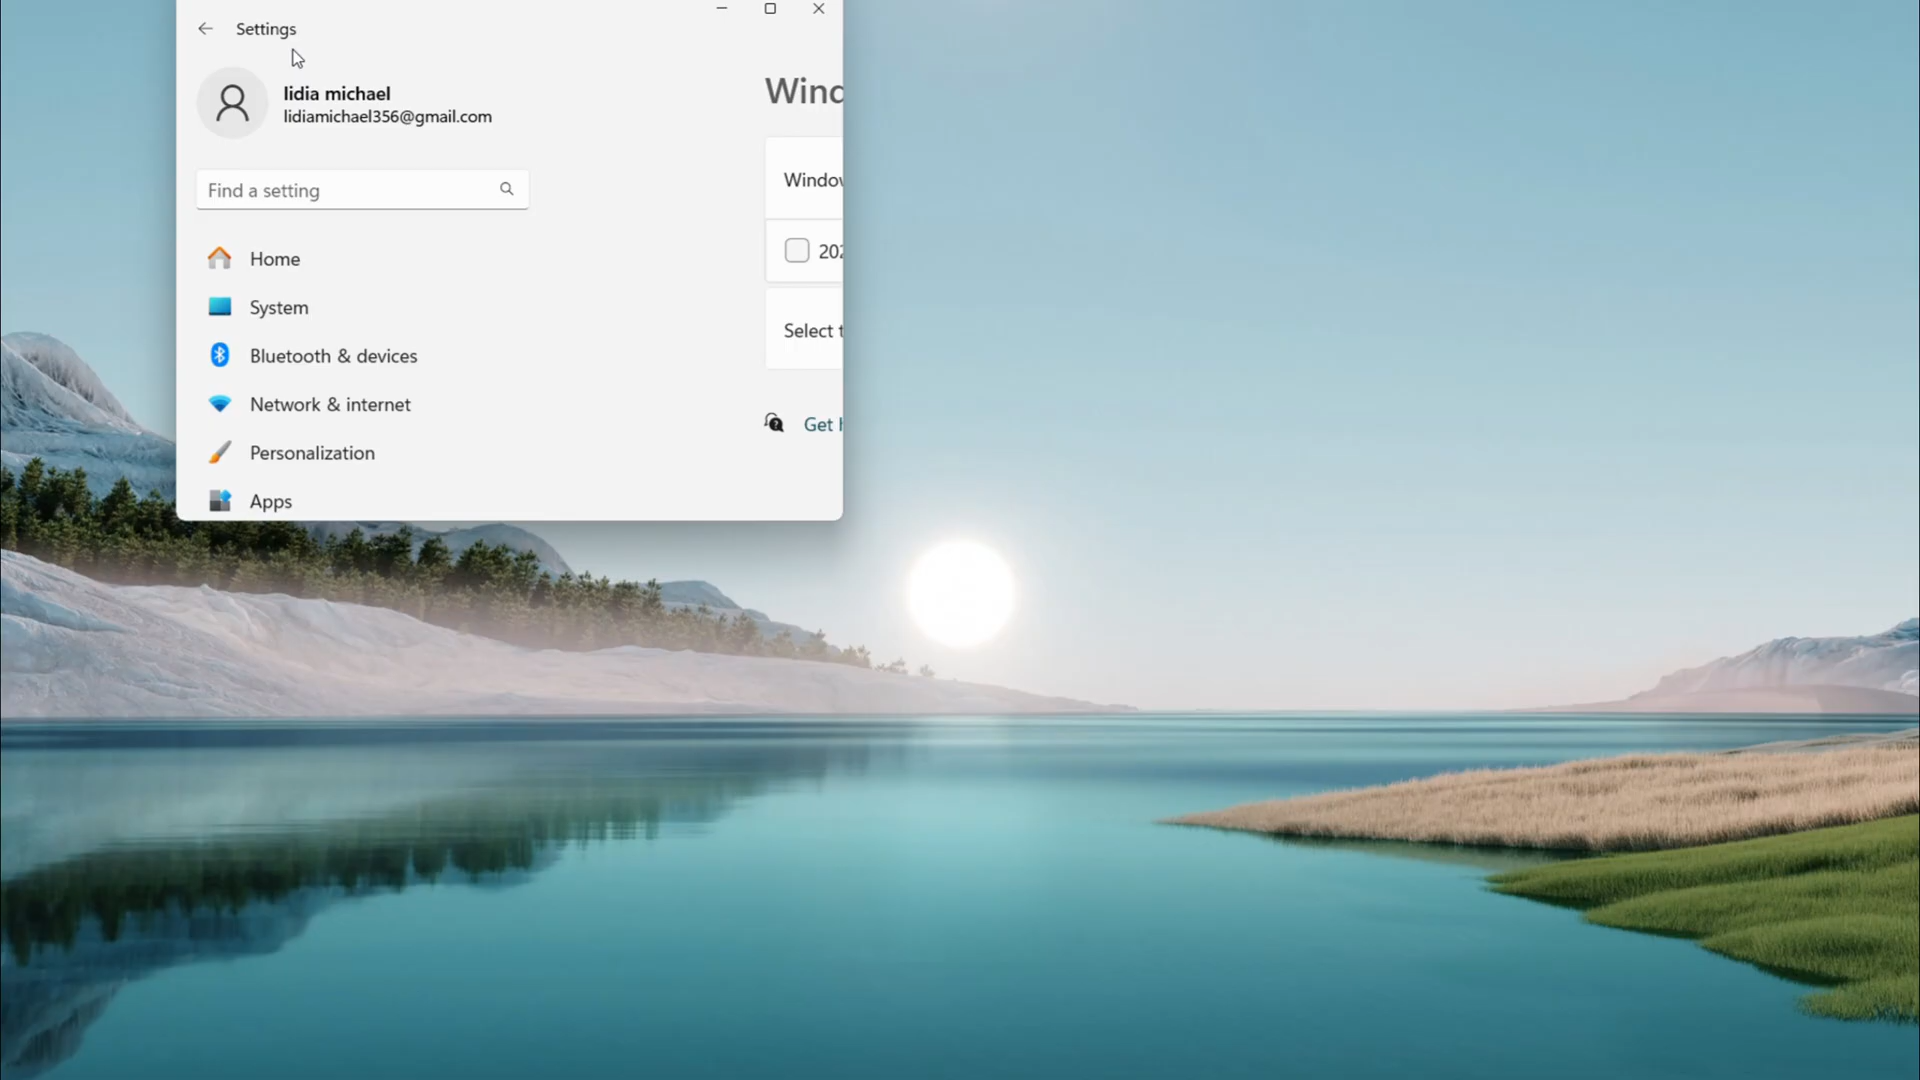 Settings
lidia michael
lidiamichael356@gmail.com
Find a setting
Home
System
Bluetooth & devices
Network & internet
Personalization
Apps
Wind
Window
202
Select t
Get h